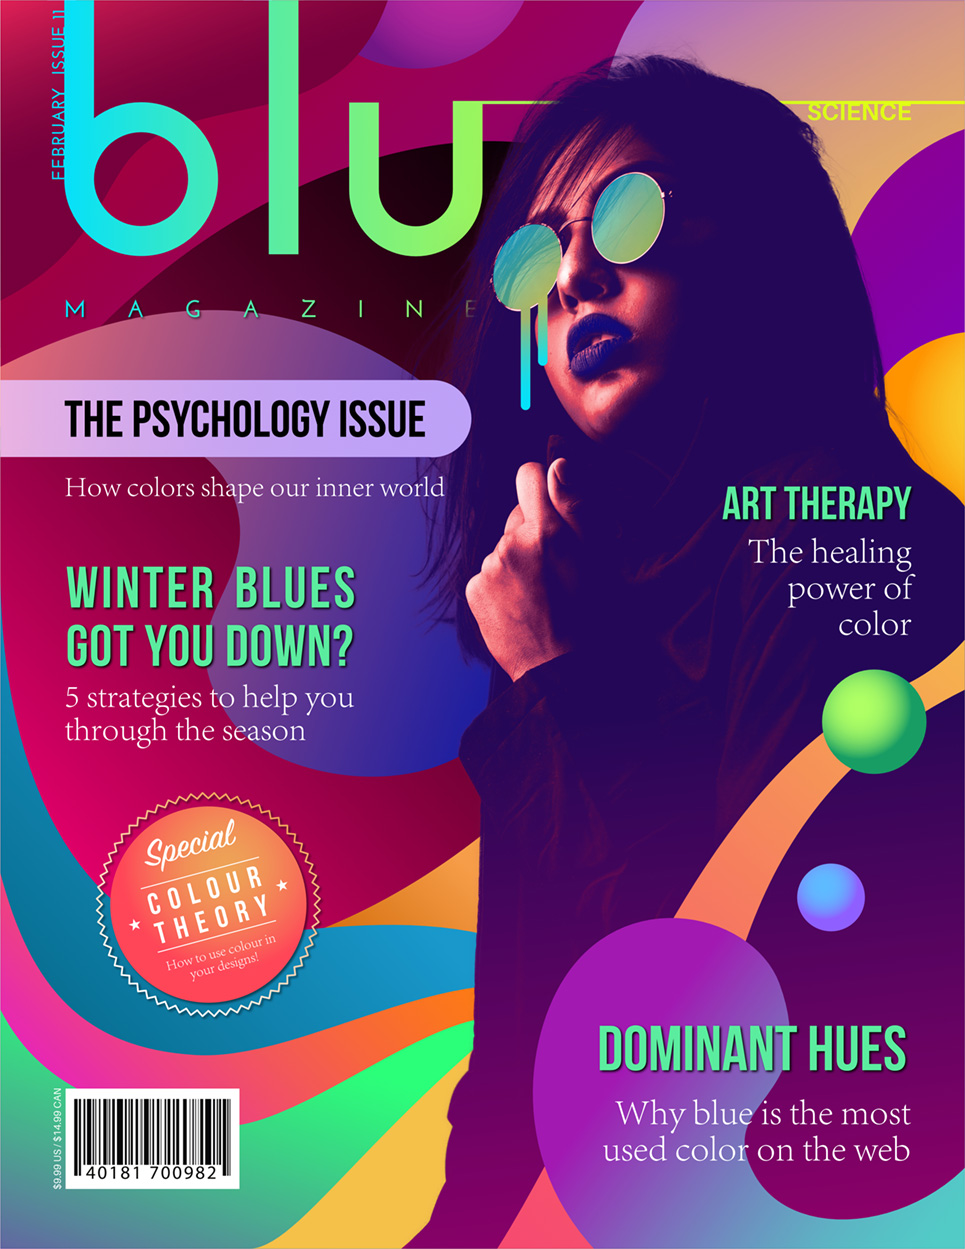 FEBRUARY ISSUE 11
blu
SCIENCE
MAGAZINE
THE PSYCHOLOGY ISSUE
How colors shape our inner world
ART THERAPY
The healing
power of
color
WINTER BLUES
GOT YOU DOWN?
5 strategies to help you
through the season
Special
COLOUR
THEORY
How to use colour in
your designs!
DOMINANT HUES
Why blue is the most
used color on the web
$9.99 US / $14.99 CAN
40181 700982